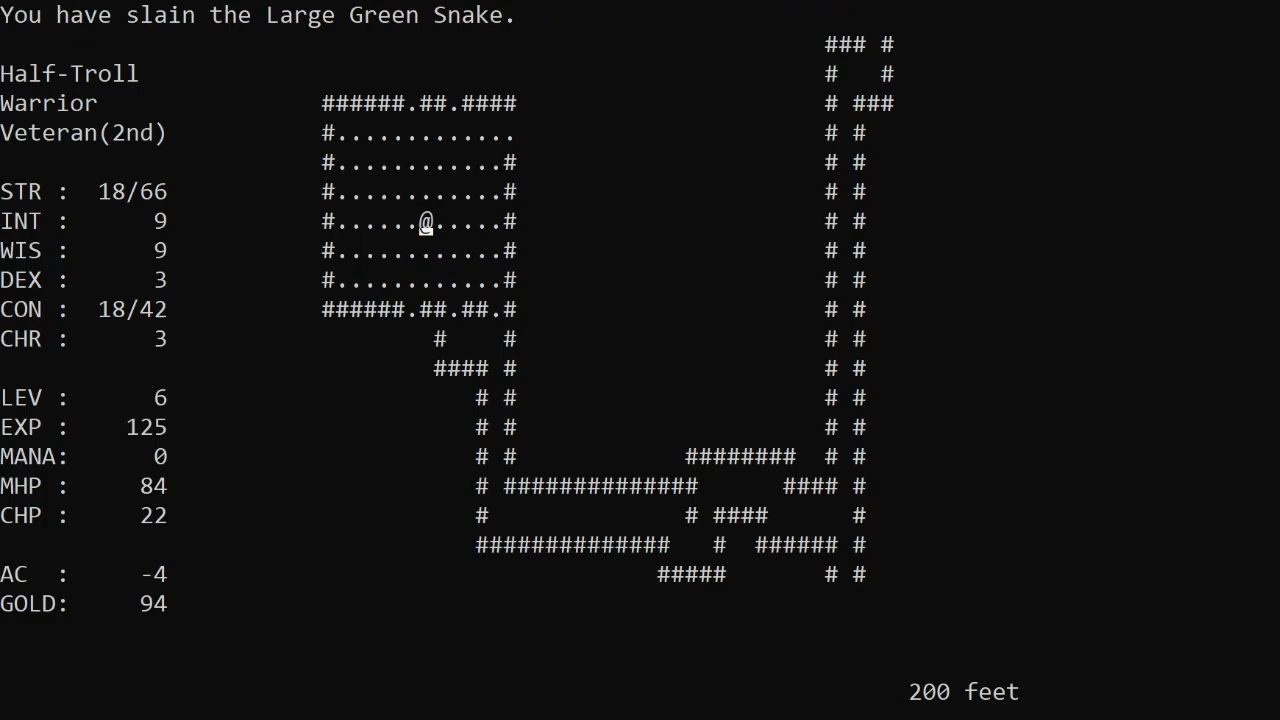 You have slain the Large Green Snake.
                                                           ### #
Half-Troll                                                 #   #
Warrior                ######.##.####                      # ###
Veteran(2nd)           #.............                      # #
                       #............#                      # #
STR :  18/66           #............#                      # #
INT :      9           #......@.....#                      # #
WIS :      9           #............#                      # #
DEX :      3           #............#                      # #
CON :  18/42           ######.##.##.#                      # #
CHR :      3                   #    #                      # #
                               #### #                      # #
LEV :      6                      # #                      # #
EXP :    125                      # #                      # #
MANA:      0                      # #            ########  # #
MHP :     84                      # ##############      #### #
CHP :     22                      #              # ####      #
                                  ##############   #  ###### #
AC  :     -4                                   #####       # #
GOLD:     94
200 feet